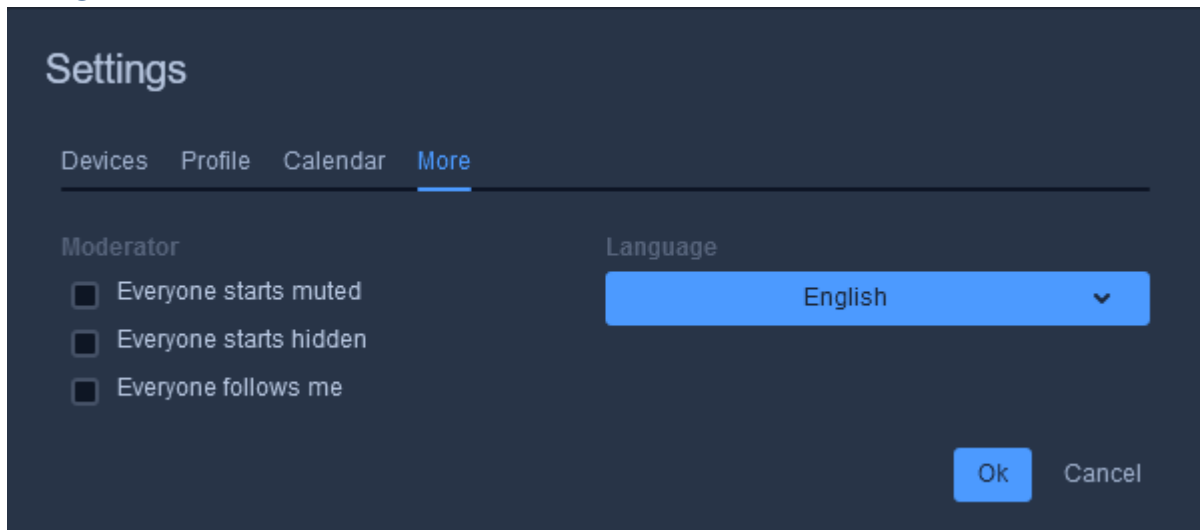 Settings
Devices Profile Calendar More
Moderator
Everyone starts muted
Everyone starts hidden
Everyone follows me
Language
English
Ok Cancel